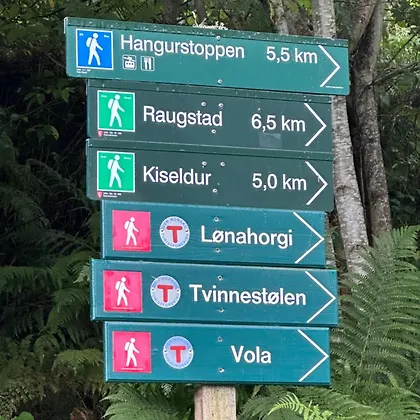 Hangurstoppen 5,5 km
Raugstad 6,5 km
Kiseldur 5,0 km
T Lønahorgi
T Tvinnestølen
T Vola